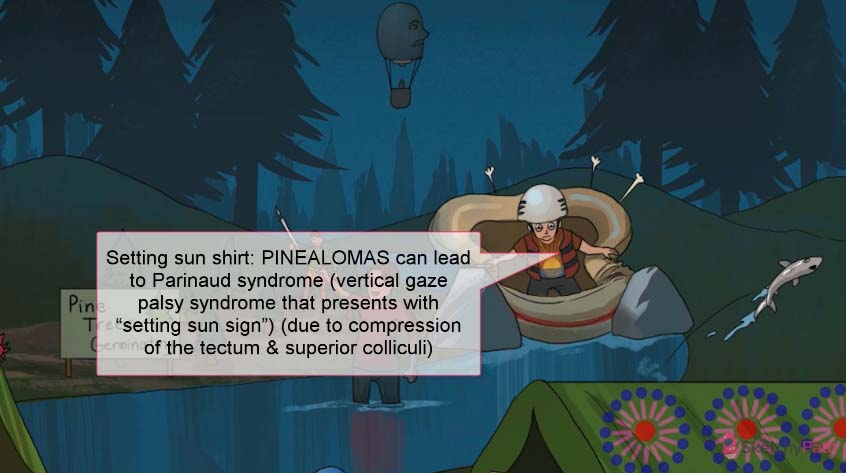 Setting sun shirt: PINEALOMAS can lead
to Parinaud syndrome (vertical gaze
palsy syndrome that presents with
“setting sun sign”) (due to compression
of the tectum & superior colliculi)
Pine